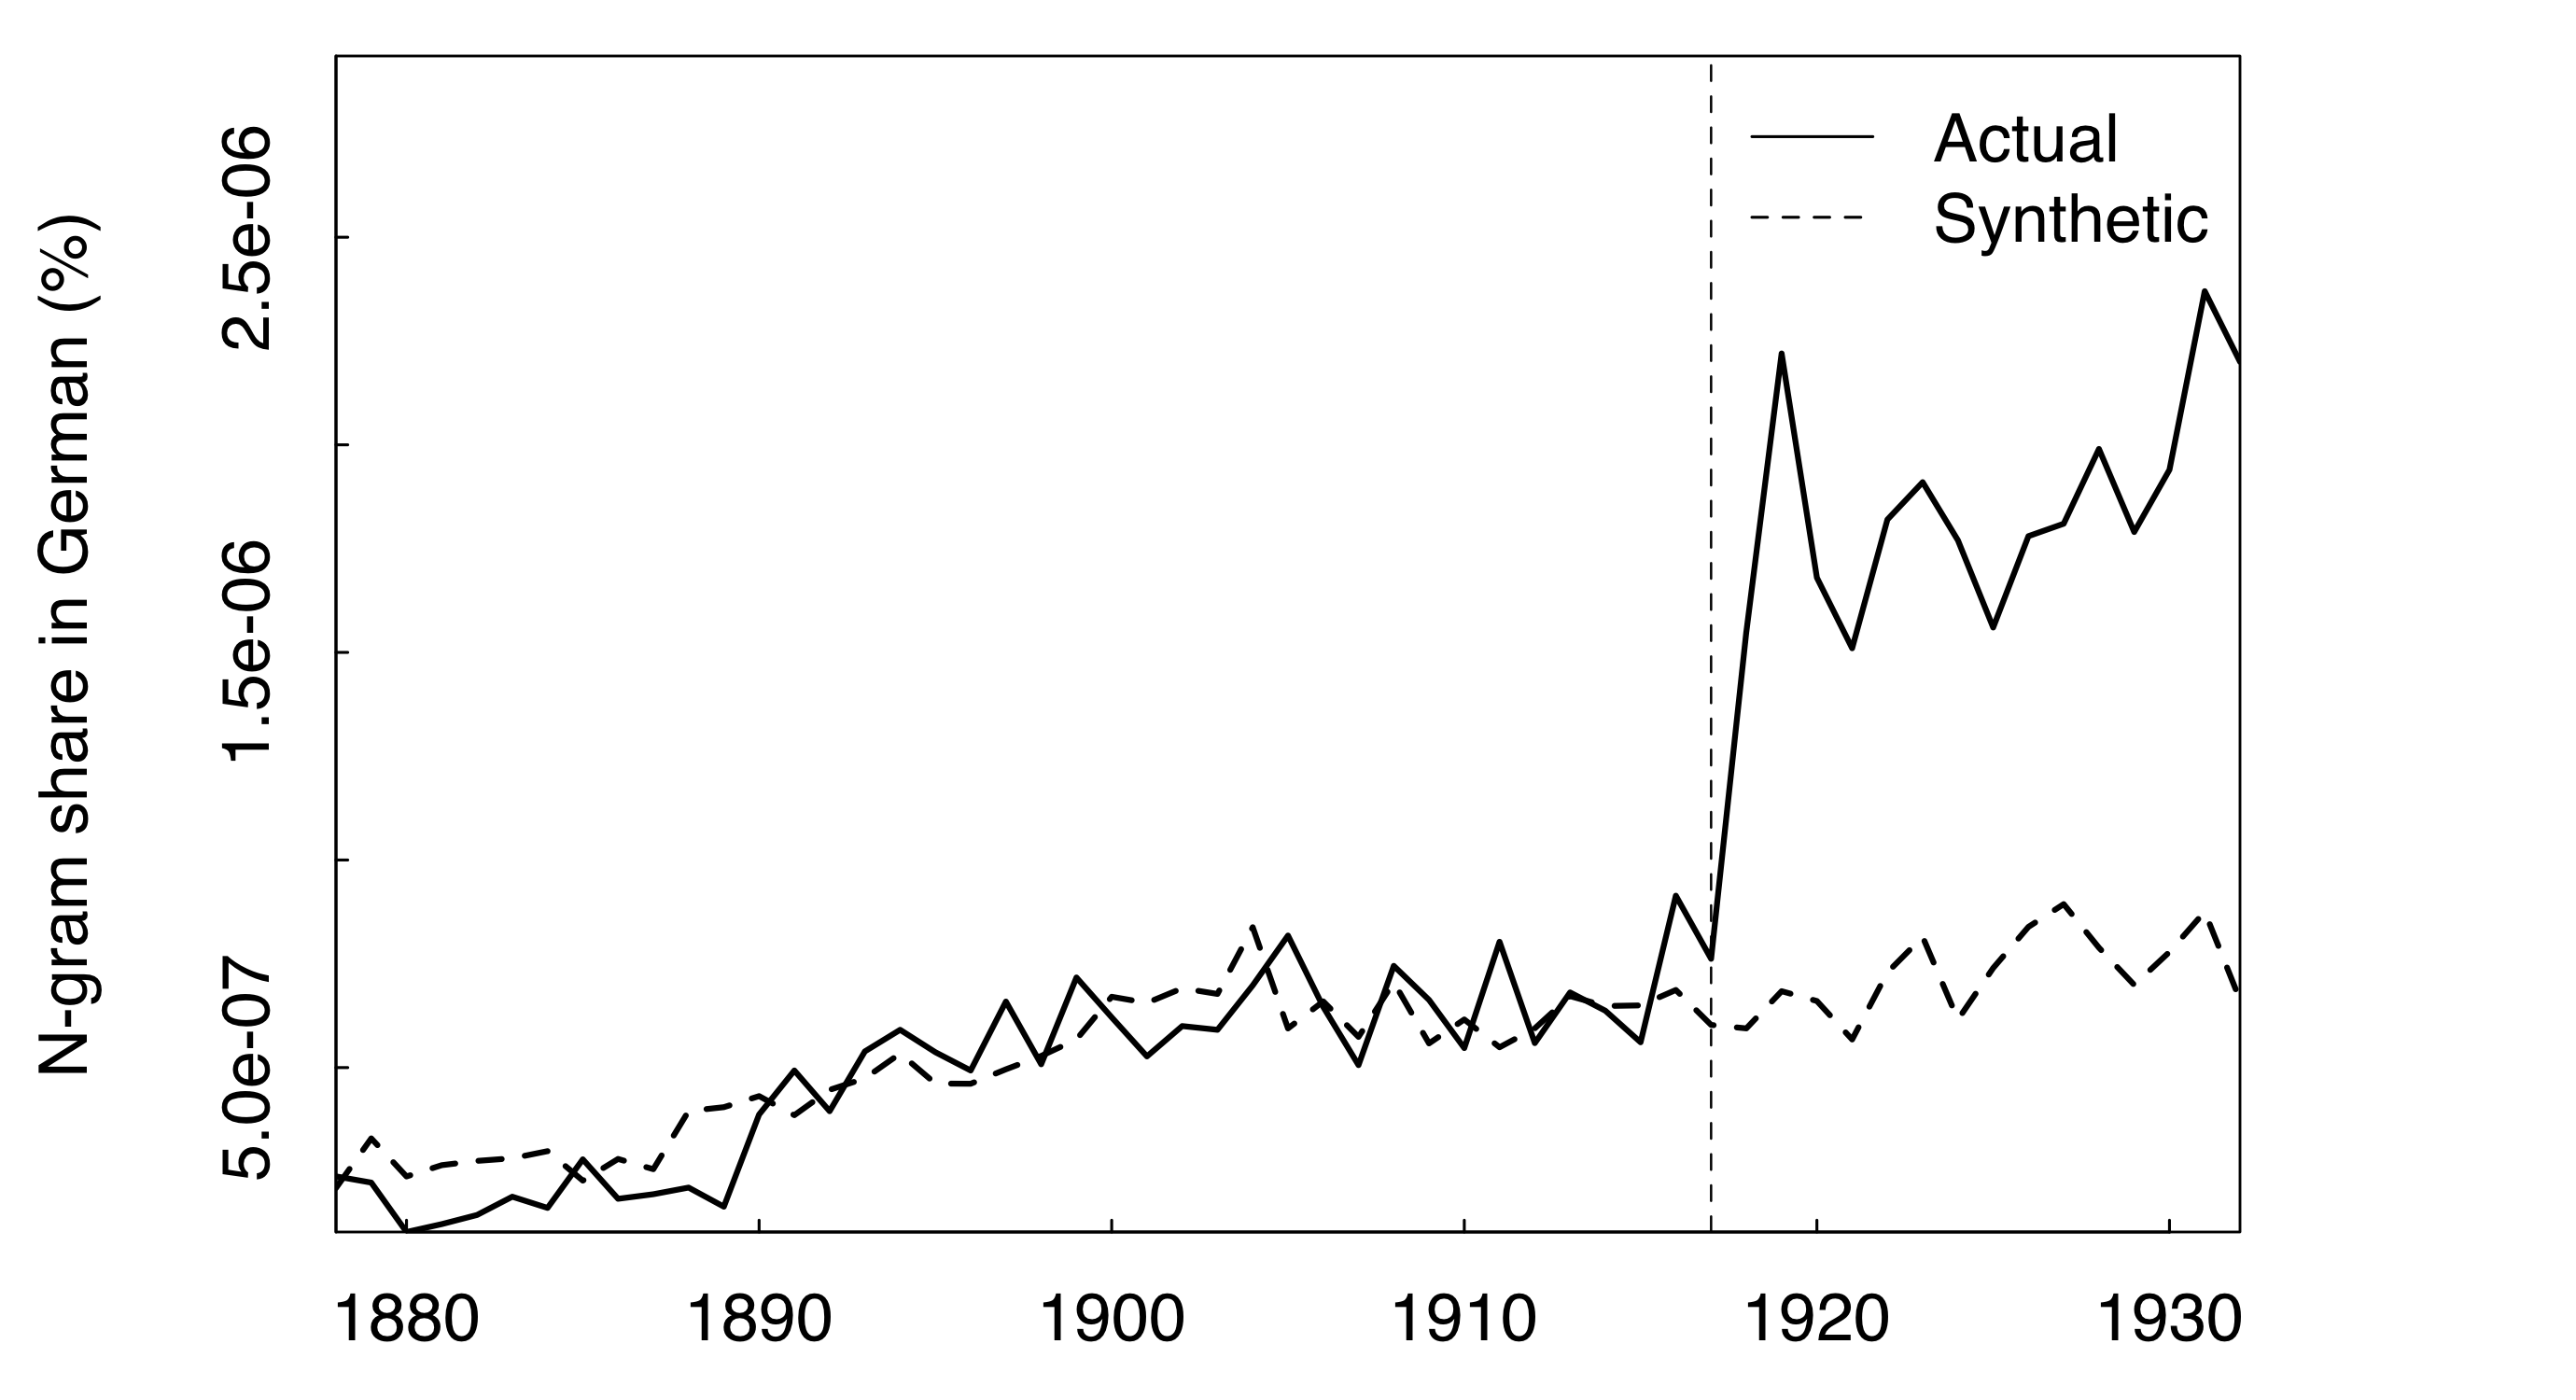 N-gram share in German (%)
2.5e-06
1.5e-06
5.0e-07
Actual
Synthetic
1880 1890 1900 1910 1920 1930